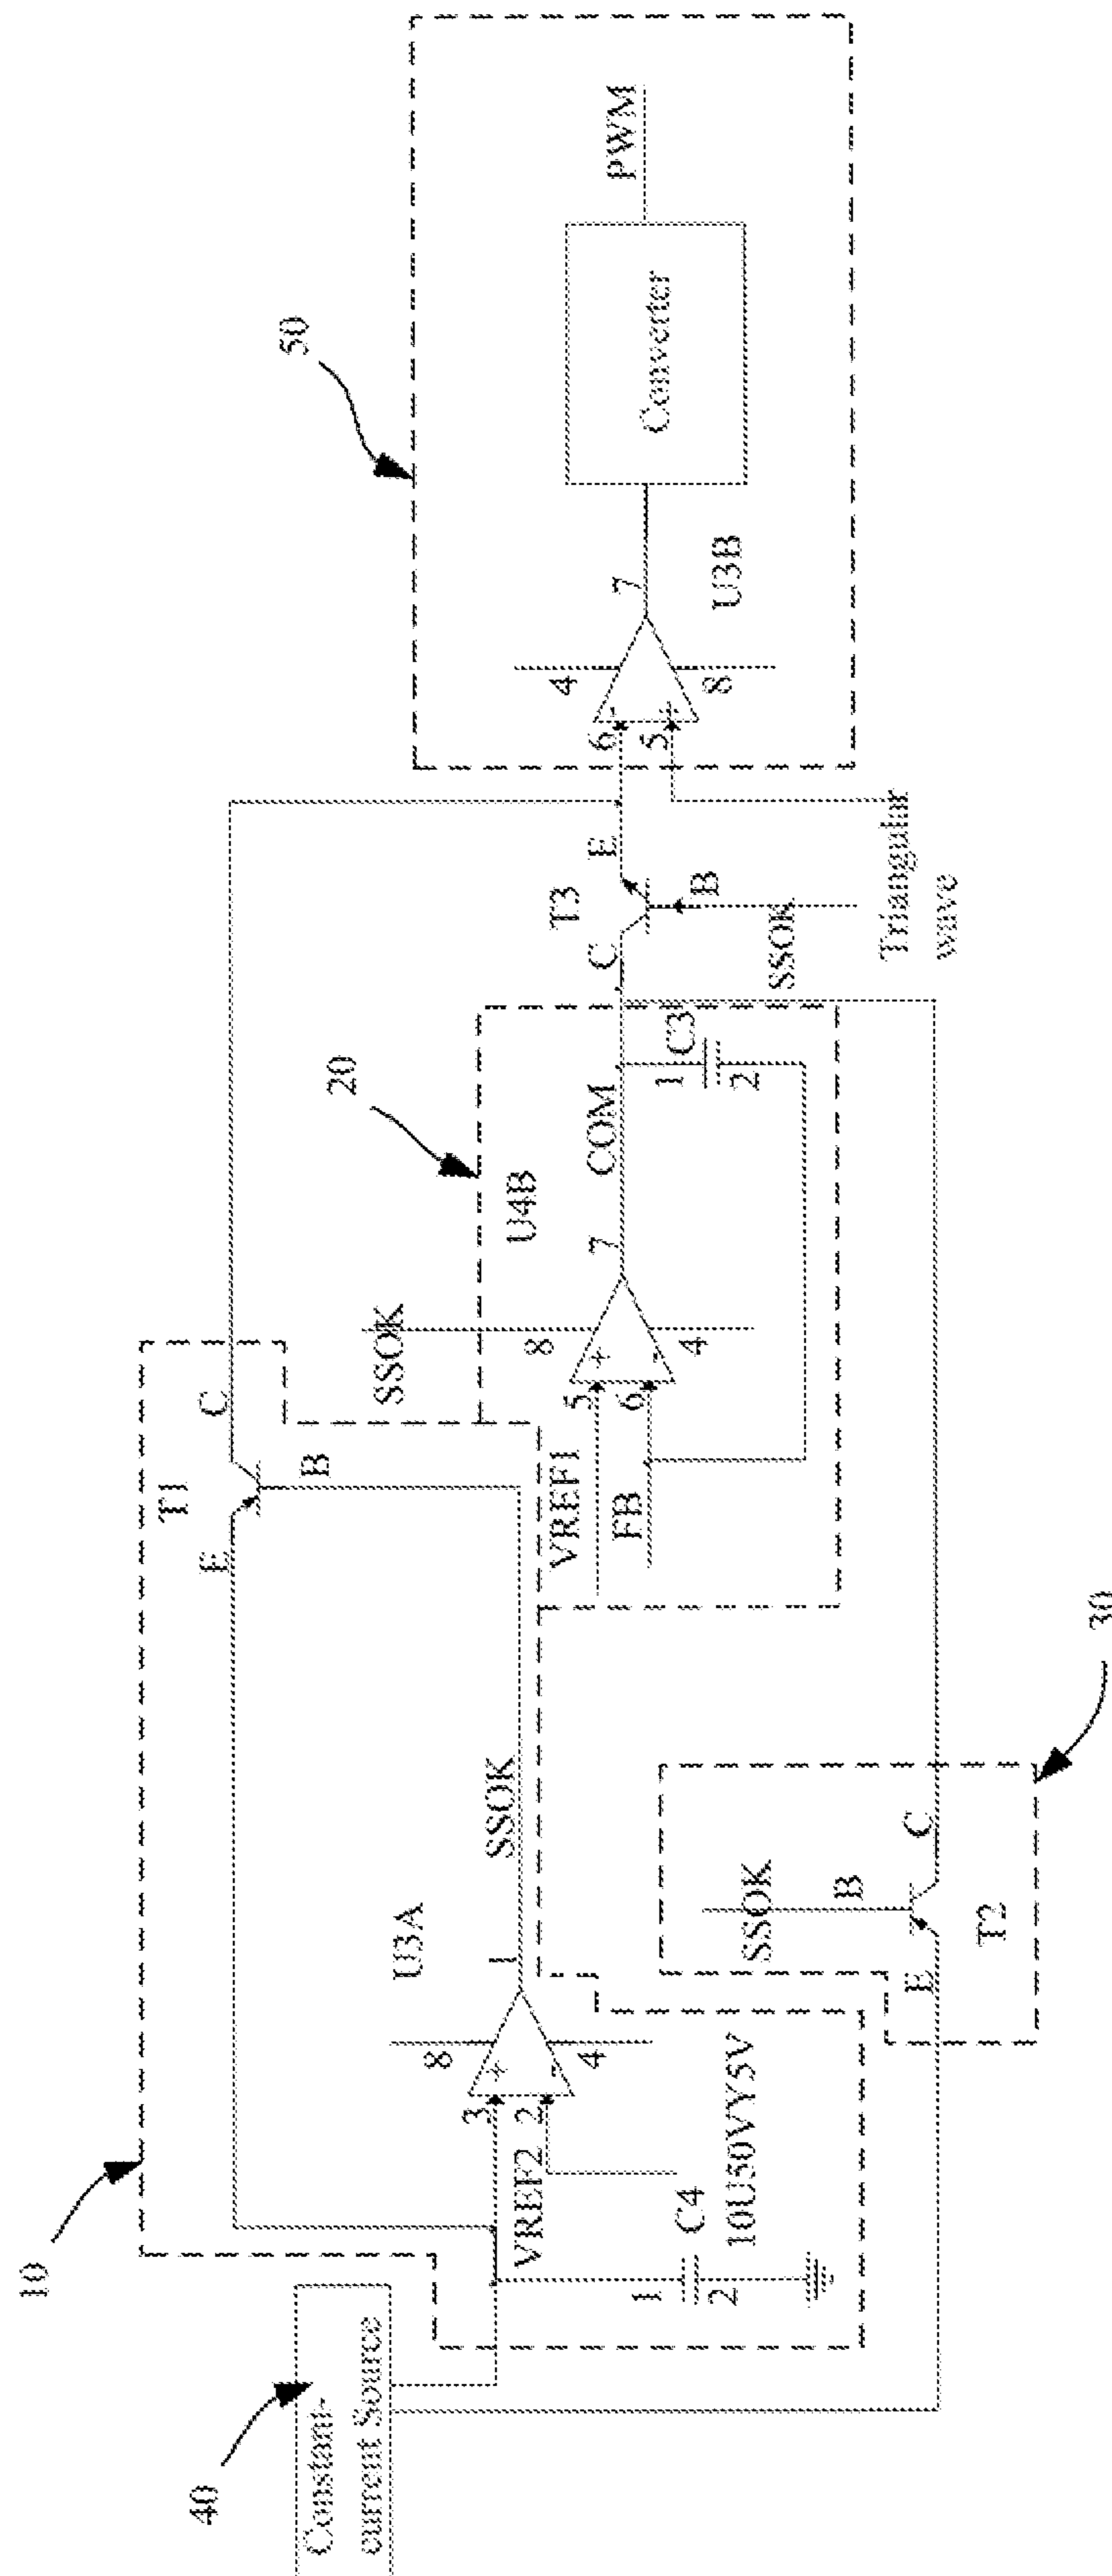 40
Constant-
current Source
10
T1
E
C
B
U3A
SSOK
8
3
+
1
VREF2
2
-
4
1
C4
2
10U50VY5V
20
SSOK
U4B
8
VREF1
5
+
7
COM
FB
6
-
4
1
C3
2
SSOK
B
E
C
T2
30
T3
C
E
B
SSOK
Triangular
wave
50
4
6
-
7
5
+
8
U3B
Converter
PWM